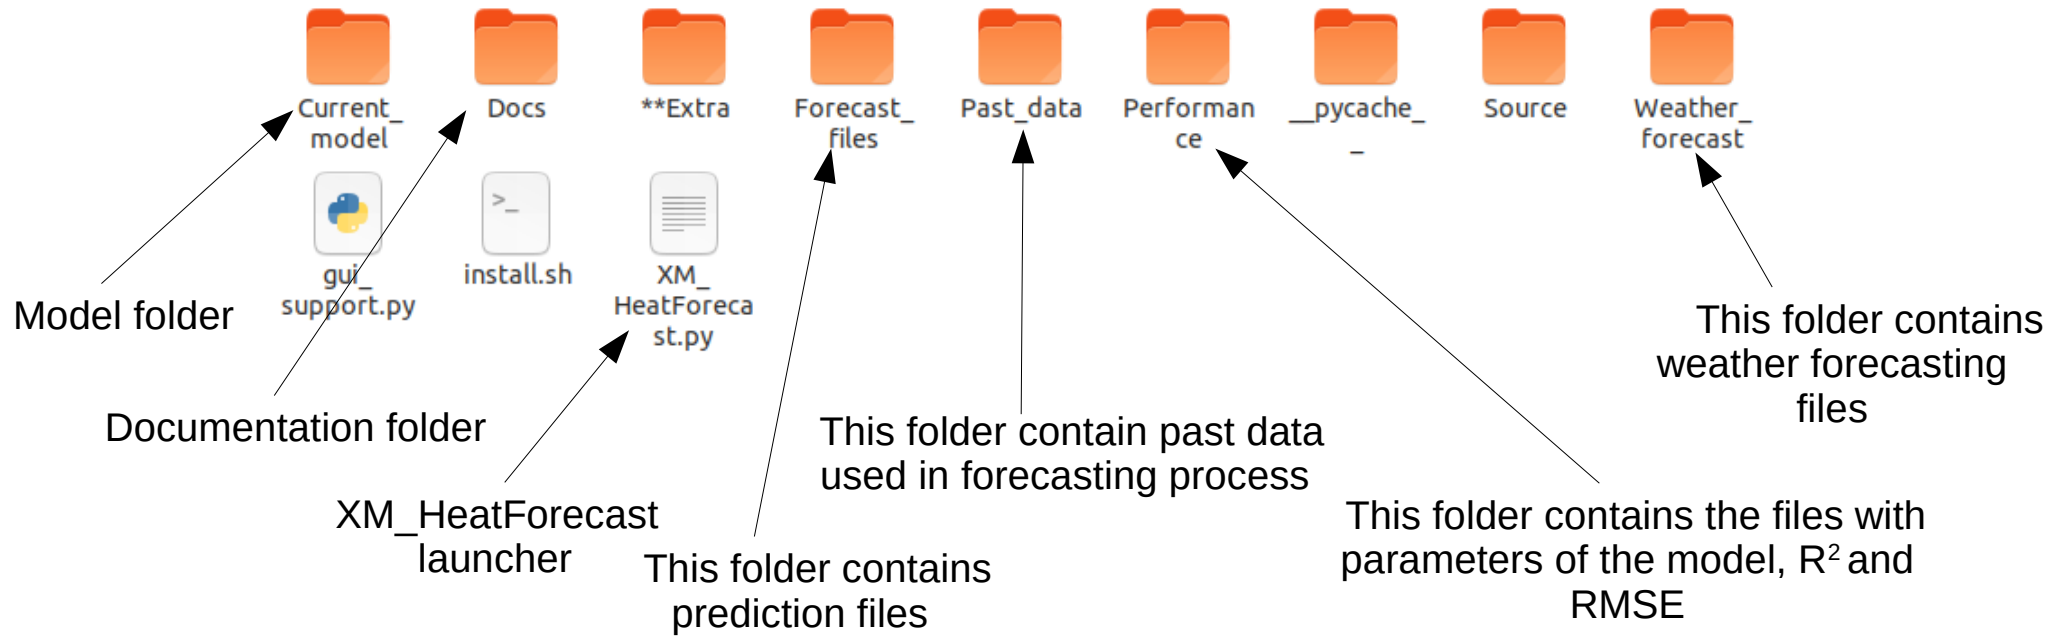 Current_
model
Docs
**Extra
Forecast_
files
Past_data
Performan
ce
__pycache_
_
Source
Weather_
forecast
>_
gui_
support.py
install.sh
XM_
HeatForeca
st.py
Model folder
Documentation folder
XM_HeatForecast
launcher
This folder contains
prediction files
This folder contain past data
used in forecasting process
This folder contains the files with
parameters of the model, R² and
RMSE
This folder contains
weather forecasting
files